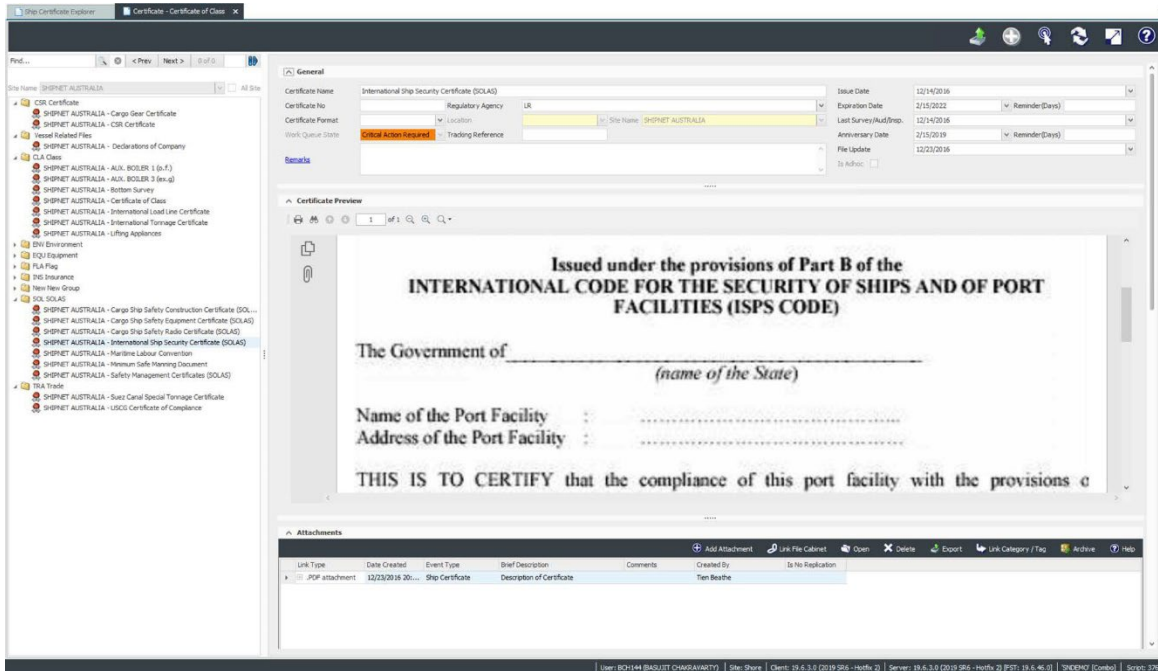 Ship Certificate Explorer
Certificate - Certificate of Class
Find...
< Prev
Next >
0 of 0
Site Name
SHIPNET AUSTRALIA
All Site
CSR Certificate
SHIPNET AUSTRALIA - Cargo Gear Certificate
SHIPNET AUSTRALIA - CSR Certificate
Vessel Related Files
SHIPNET AUSTRALIA - Declarations of Company
CLA Class
SHIPNET AUSTRALIA - AUX. BOILER 1 (o.f.)
SHIPNET AUSTRALIA - AUX. BOILER 3 (ex.g)
SHIPNET AUSTRALIA - Bottom Survey
SHIPNET AUSTRALIA - Certificate of Class
SHIPNET AUSTRALIA - International Load Line Certificate
SHIPNET AUSTRALIA - International Tonnage Certificate
SHIPNET AUSTRALIA - Lifting Appliances
ENV Environment
EQU Equipment
FLA Flag
INS Insurance
New New Group
SOL SOLAS
SHIPNET AUSTRALIA - Cargo Ship Safety Construction Certificate (SOL...
SHIPNET AUSTRALIA - Cargo Ship Safety Equipment Certificate (SOLAS)
SHIPNET AUSTRALIA - Cargo Ship Safety Radio Certificate (SOLAS)
SHIPNET AUSTRALIA - International Ship Security Certificate (SOLAS)
SHIPNET AUSTRALIA - Maritime Labour Convention
SHIPNET AUSTRALIA - Minimum Safe Manning Document
SHIPNET AUSTRALIA - Safety Management Certificates (SOLAS)
TRA Trade
SHIPNET AUSTRALIA - Suez Canal Special Tonnage Certificate
SHIPNET AUSTRALIA - USCG Certificate of Compliance
General
Certificate Name International Ship Security Certificate (SOLAS) Issue Date 12/14/2016
Certificate No Regulatory Agency LR Expiration Date 2/15/2022 Reminder(Days)
Certificate Format Location Site Name SHIPNET AUSTRALIA Last Survey/Aud/Insp. 12/14/2016
Work Queue State Critical Action Required Tracking Reference Anniversary Date 2/15/2019 Reminder(Days)
File Update 12/23/2016
Remarks Is Adhoc
Certificate Preview
1 of 1
Issued under the provisions of Part B of the
INTERNATIONAL CODE FOR THE SECURITY OF SHIPS AND OF PORT
FACILITIES (ISPS CODE)
The Government of
(name of the State)
Name of the Port Facility :
Address of the Port Facility :
THIS IS TO CERTIFY that the compliance of this port facility with the provisions o
Attachments
Add Attachment Link File Cabinet Open Delete Export Link Category / Tag Archive Help
Link Type Date Created Event Type Brief Description Comments Created By Is No Replication
.PDF attachment 12/23/2016 20:... Ship Certificate Description of Certificate Tien Beathe
User: BCH144 (BASUJIT CHAKRAVARTY) | Site: Shore | Client: 19.6.3.0 (2019 SR6 - Hotfix 2) | Server: 19.6.3.0 (2019 SR6 - Hotfix 2) [FST: 19.6.46.0] | 'SNDEMO' [Combo] | Script: 376